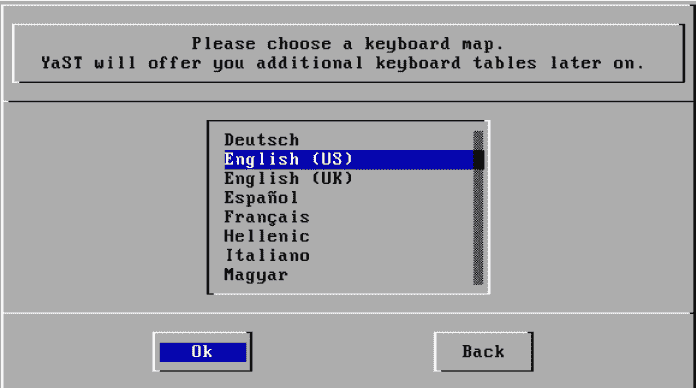 Please choose a keyboard map.
YaST will offer you additional keyboard tables later on.
Deutsch
English (US)
English (UK)
Español
Français
Hellenic
Italiano
Magyar
Ok
Back